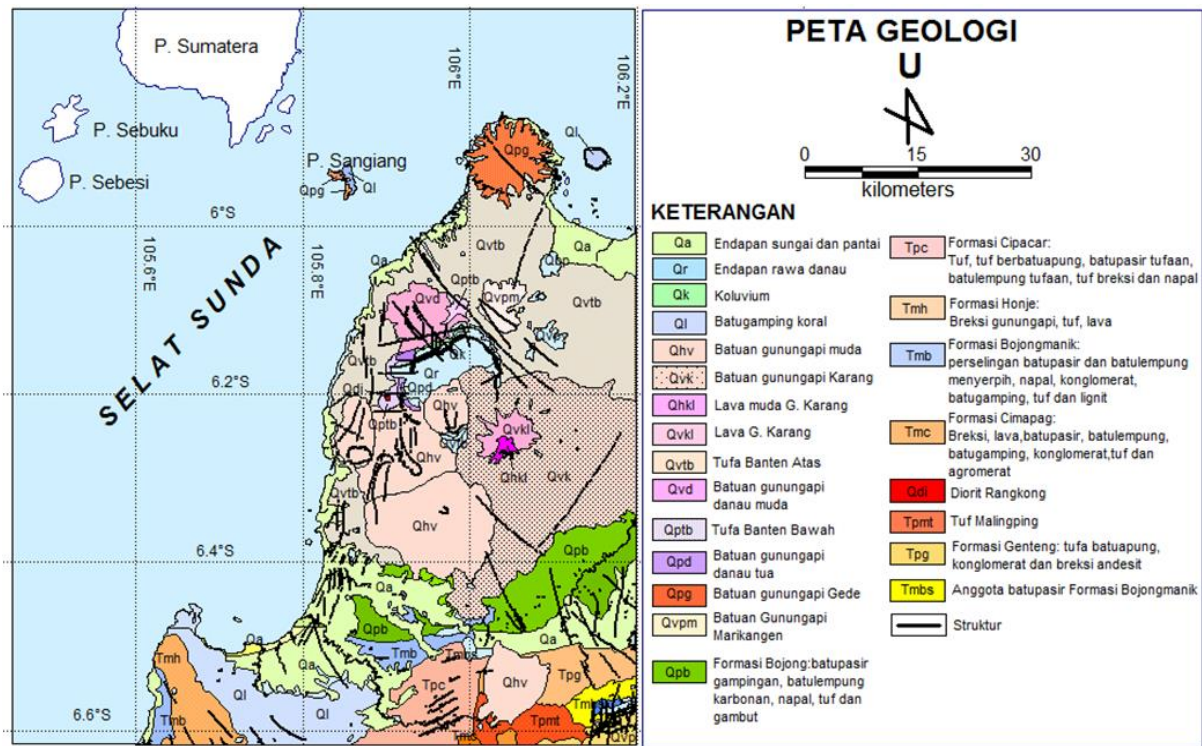 P. Sumatera
P. Sebuku
P. Sebesi
P. Sangiang
Qpg
Ql
Qpg
Ql
106°E
106.2°E
6°S
105.6°E
105.8°E
SELAT SUNDA
Qa
Qvtb
Qa
Qbp
Qptb
Qvd
Qvpm
Qvtb
Qk
Qvtb
Qr
Qdi
Qpd
6.2°S
Qhv
Qptb
Qvkl
Qhkl
Qvk
Qvtb
Qhv
6.4°S
Qpb
Qa
Qpb
Qa
Qa
Qa
Tmb
Tmbs
Tmh
Ql
Tpc
Qhv
Tpg
Ql
Tmb
6.6°S
Tpmt
PETA GEOLOGI
U
0 15 30
kilometers
KETERANGAN
Qa Endapan sungai dan pantai
Qr Endapan rawa danau
Qk Koluvium
Ql Batugamping koral
Qhv Batuan gunungapi muda
Qvk Batuan gunungapi Karang
Qhkl Lava muda G. Karang
Qvkl Lava G. Karang
Qvtb Tufa Banten Atas
Qvd Batuan gunungapi
danau muda
Qptb Tufa Banten Bawah
Qpd Batuan gunungapi
danau tua
Qpg Batuan gunungapi Gede
Qvpm Batuan Gunungapi
Marikangen
Qpb Formasi Bojong:batupasir
gampingan, batulempung
karbonan, napal, tuf dan
gambut
Tpc Formasi Cipacar:
Tuf, tuf berbatuapung, batupasir tufaan,
batulempung tufaan, tuf breksi dan napal
Tmh Formasi Honje:
Breksi gunungapi, tuf, lava
Tmb Formasi Bojongmanik:
perselingan batupasir dan batulempung
menyerpih, napal, konglomerat,
batugamping, tuf dan lignit
Tmc Formasi Cimapag:
Breksi, lava,batupasir, batulempung,
batugamping, konglomerat,tuf dan
agromerat
Qdi Diorit Rangkong
Tpmt Tuf Malingping
Tpg Formasi Genteng: tufa batuapung,
konglomerat dan breksi andesit
Tmbs Anggota batupasir Formasi Bojongmanik
Struktur